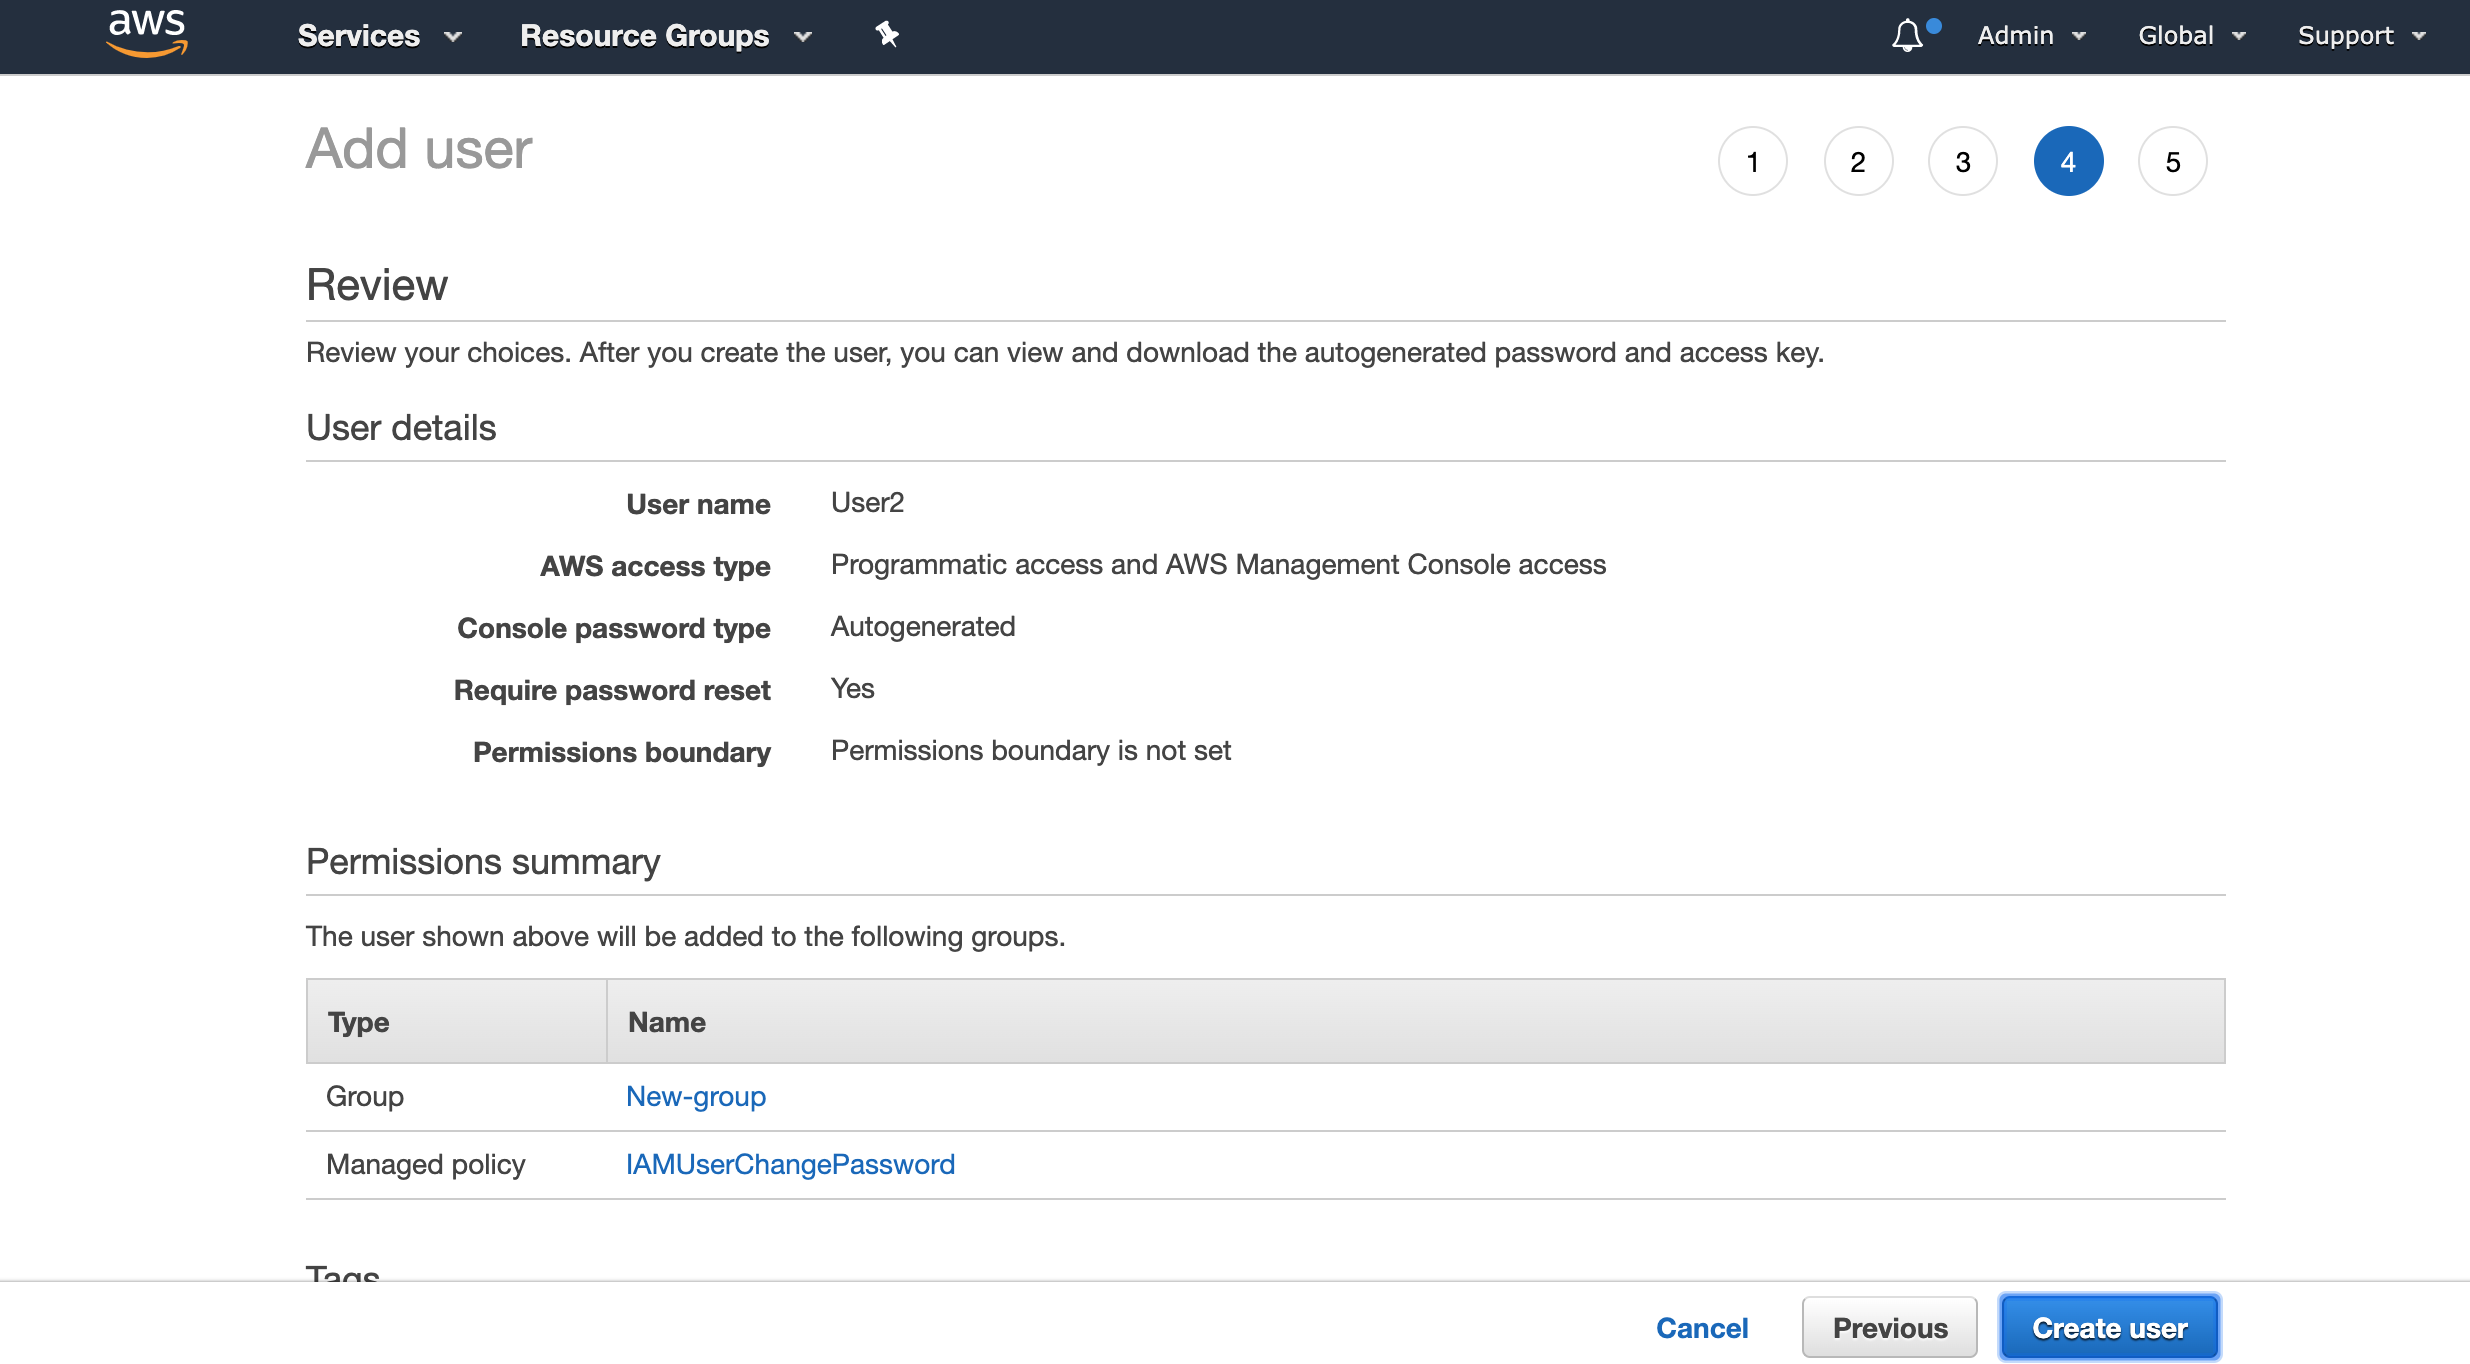 aws Services Resource Groups Admin Global Support
Add user
1 2 3 4 5
Review
Review your choices. After you create the user, you can view and download the autogenerated password and access key.
User details
User name User2
AWS access type Programmatic access and AWS Management Console access
Console password type Autogenerated
Require password reset Yes
Permissions boundary Permissions boundary is not set
Permissions summary
The user shown above will be added to the following groups.
Type Name
Group New-group
Managed policy IAMUserChangePassword
Tags
Cancel Previous Create user